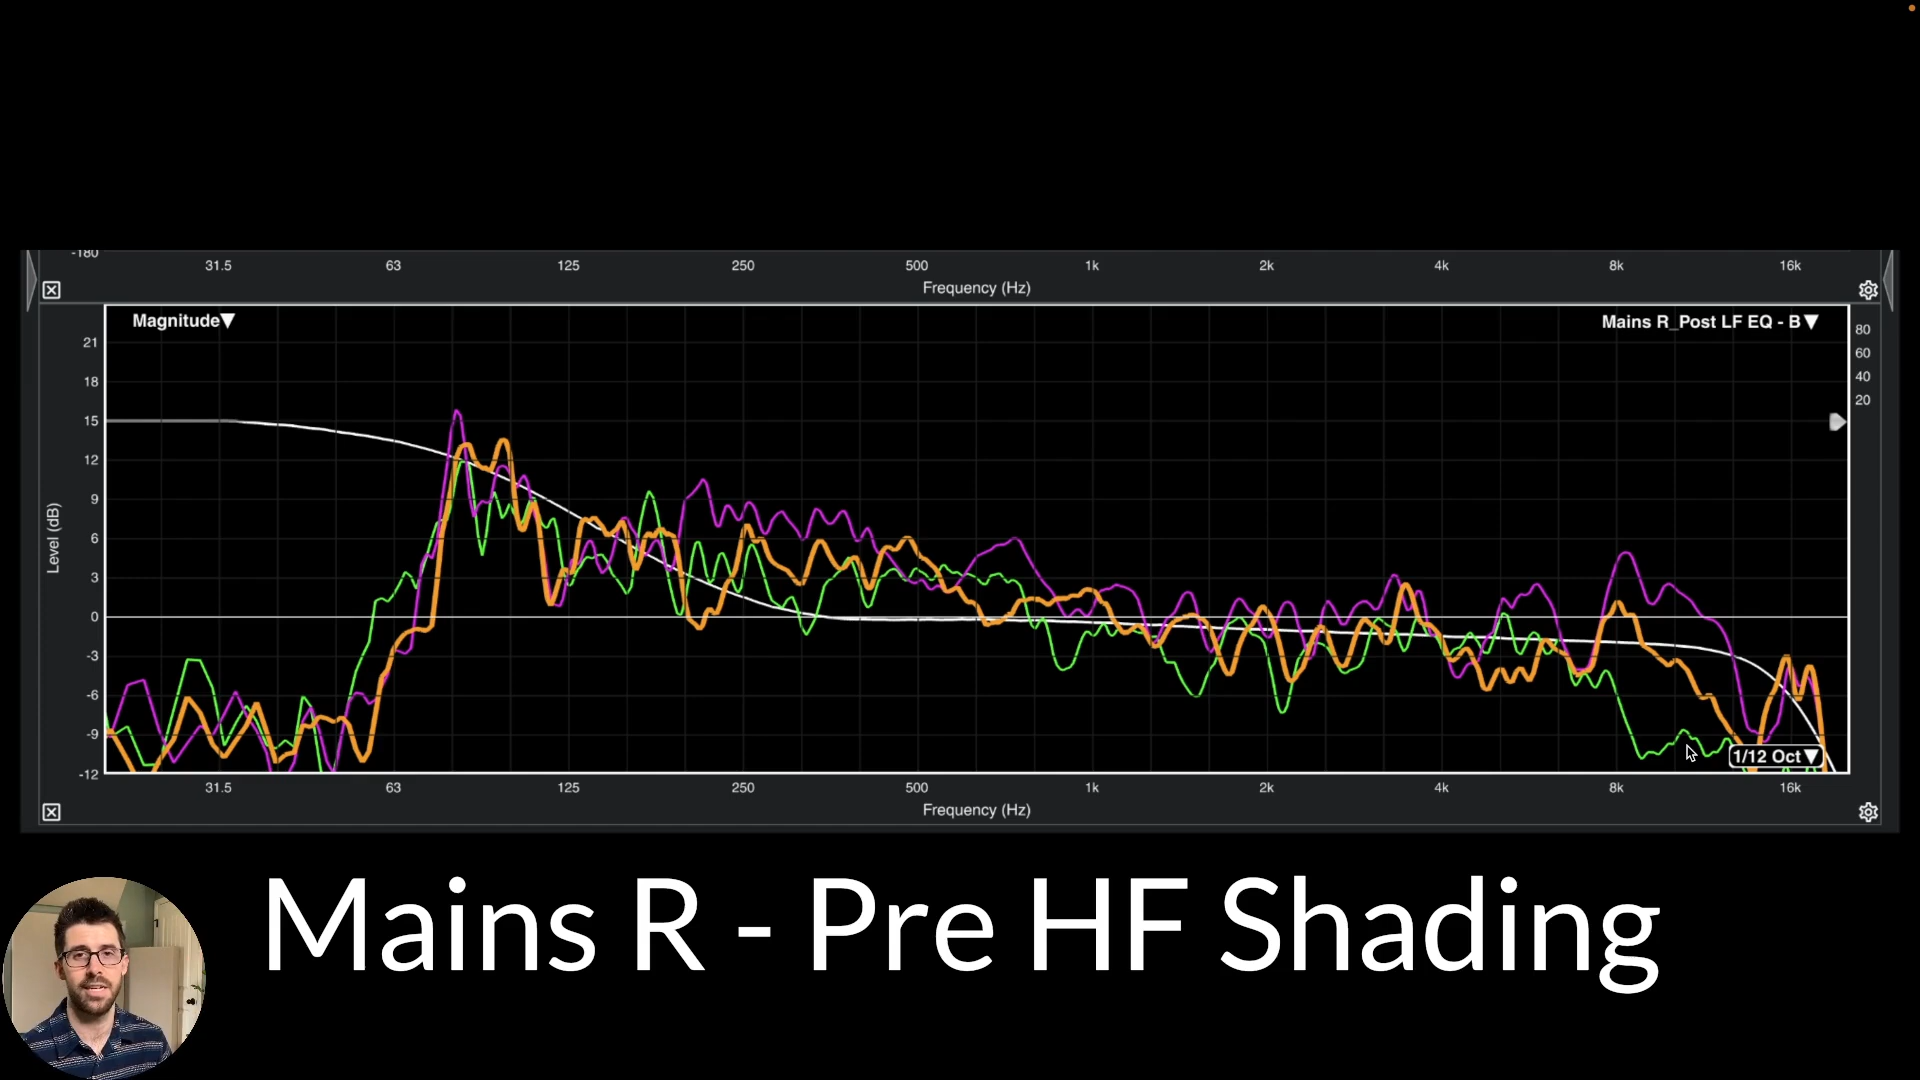 -180
31.5 63 125 250 500 1k 2k 4k 8k 16k
Frequency (Hz)
Magnitude▼
Mains R_Post LF EQ - B▼
Level (dB)
21
18
15
12
9
6
3
0
-3
-6
-9
-12
80
60
40
20
1/12 Oct▼
31.5 63 125 250 500 1k 2k 4k 8k 16k
Frequency (Hz)
Mains R - Pre HF Shading